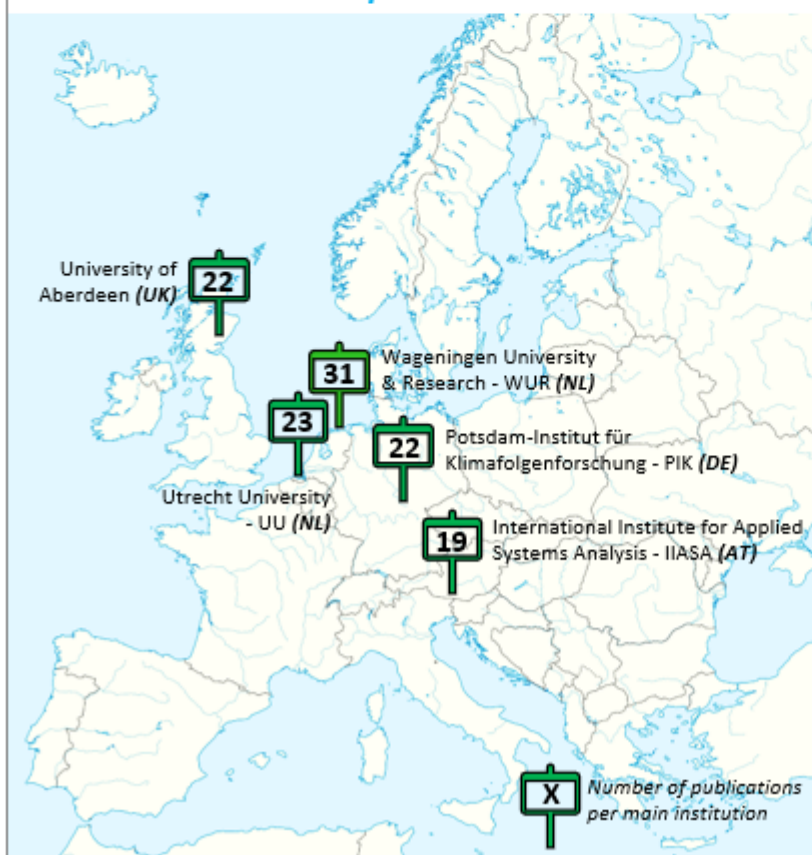 22
University of
Aberdeen (UK)
31
Wageningen University
& Research - WUR (NL)
23
Utrecht University
- UU (NL)
22
Potsdam-Institut für
Klimafolgenforschung - PIK (DE)
19
International Institute for Applied
Systems Analysis - IIASA (AT)
X
Number of publications
per main institution